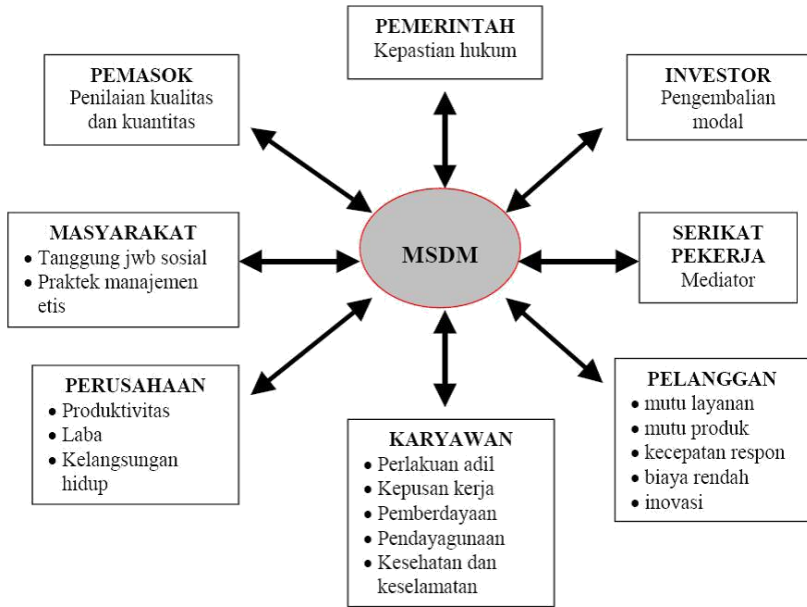 PEMERINTAH
Kepastian hukum
PEMASOK
Penilaian kualitas
dan kuantitas
INVESTOR
Pengembalian
modal
MASYARAKAT
• Tanggung jwb sosial
• Praktek manajemen
etis
MSDM
SERIKAT
PEKERJA
Mediator
PERUSAHAAN
• Produktivitas
• Laba
• Kelangsungan
hidup
KARYAWAN
• Perlakuan adil
• Kepusan kerja
• Pemberdayaan
• Pendayagunaan
• Kesehatan dan
keselamatan
PELANGGAN
• mutu layanan
• mutu produk
• kecepatan respon
• biaya rendah
• inovasi